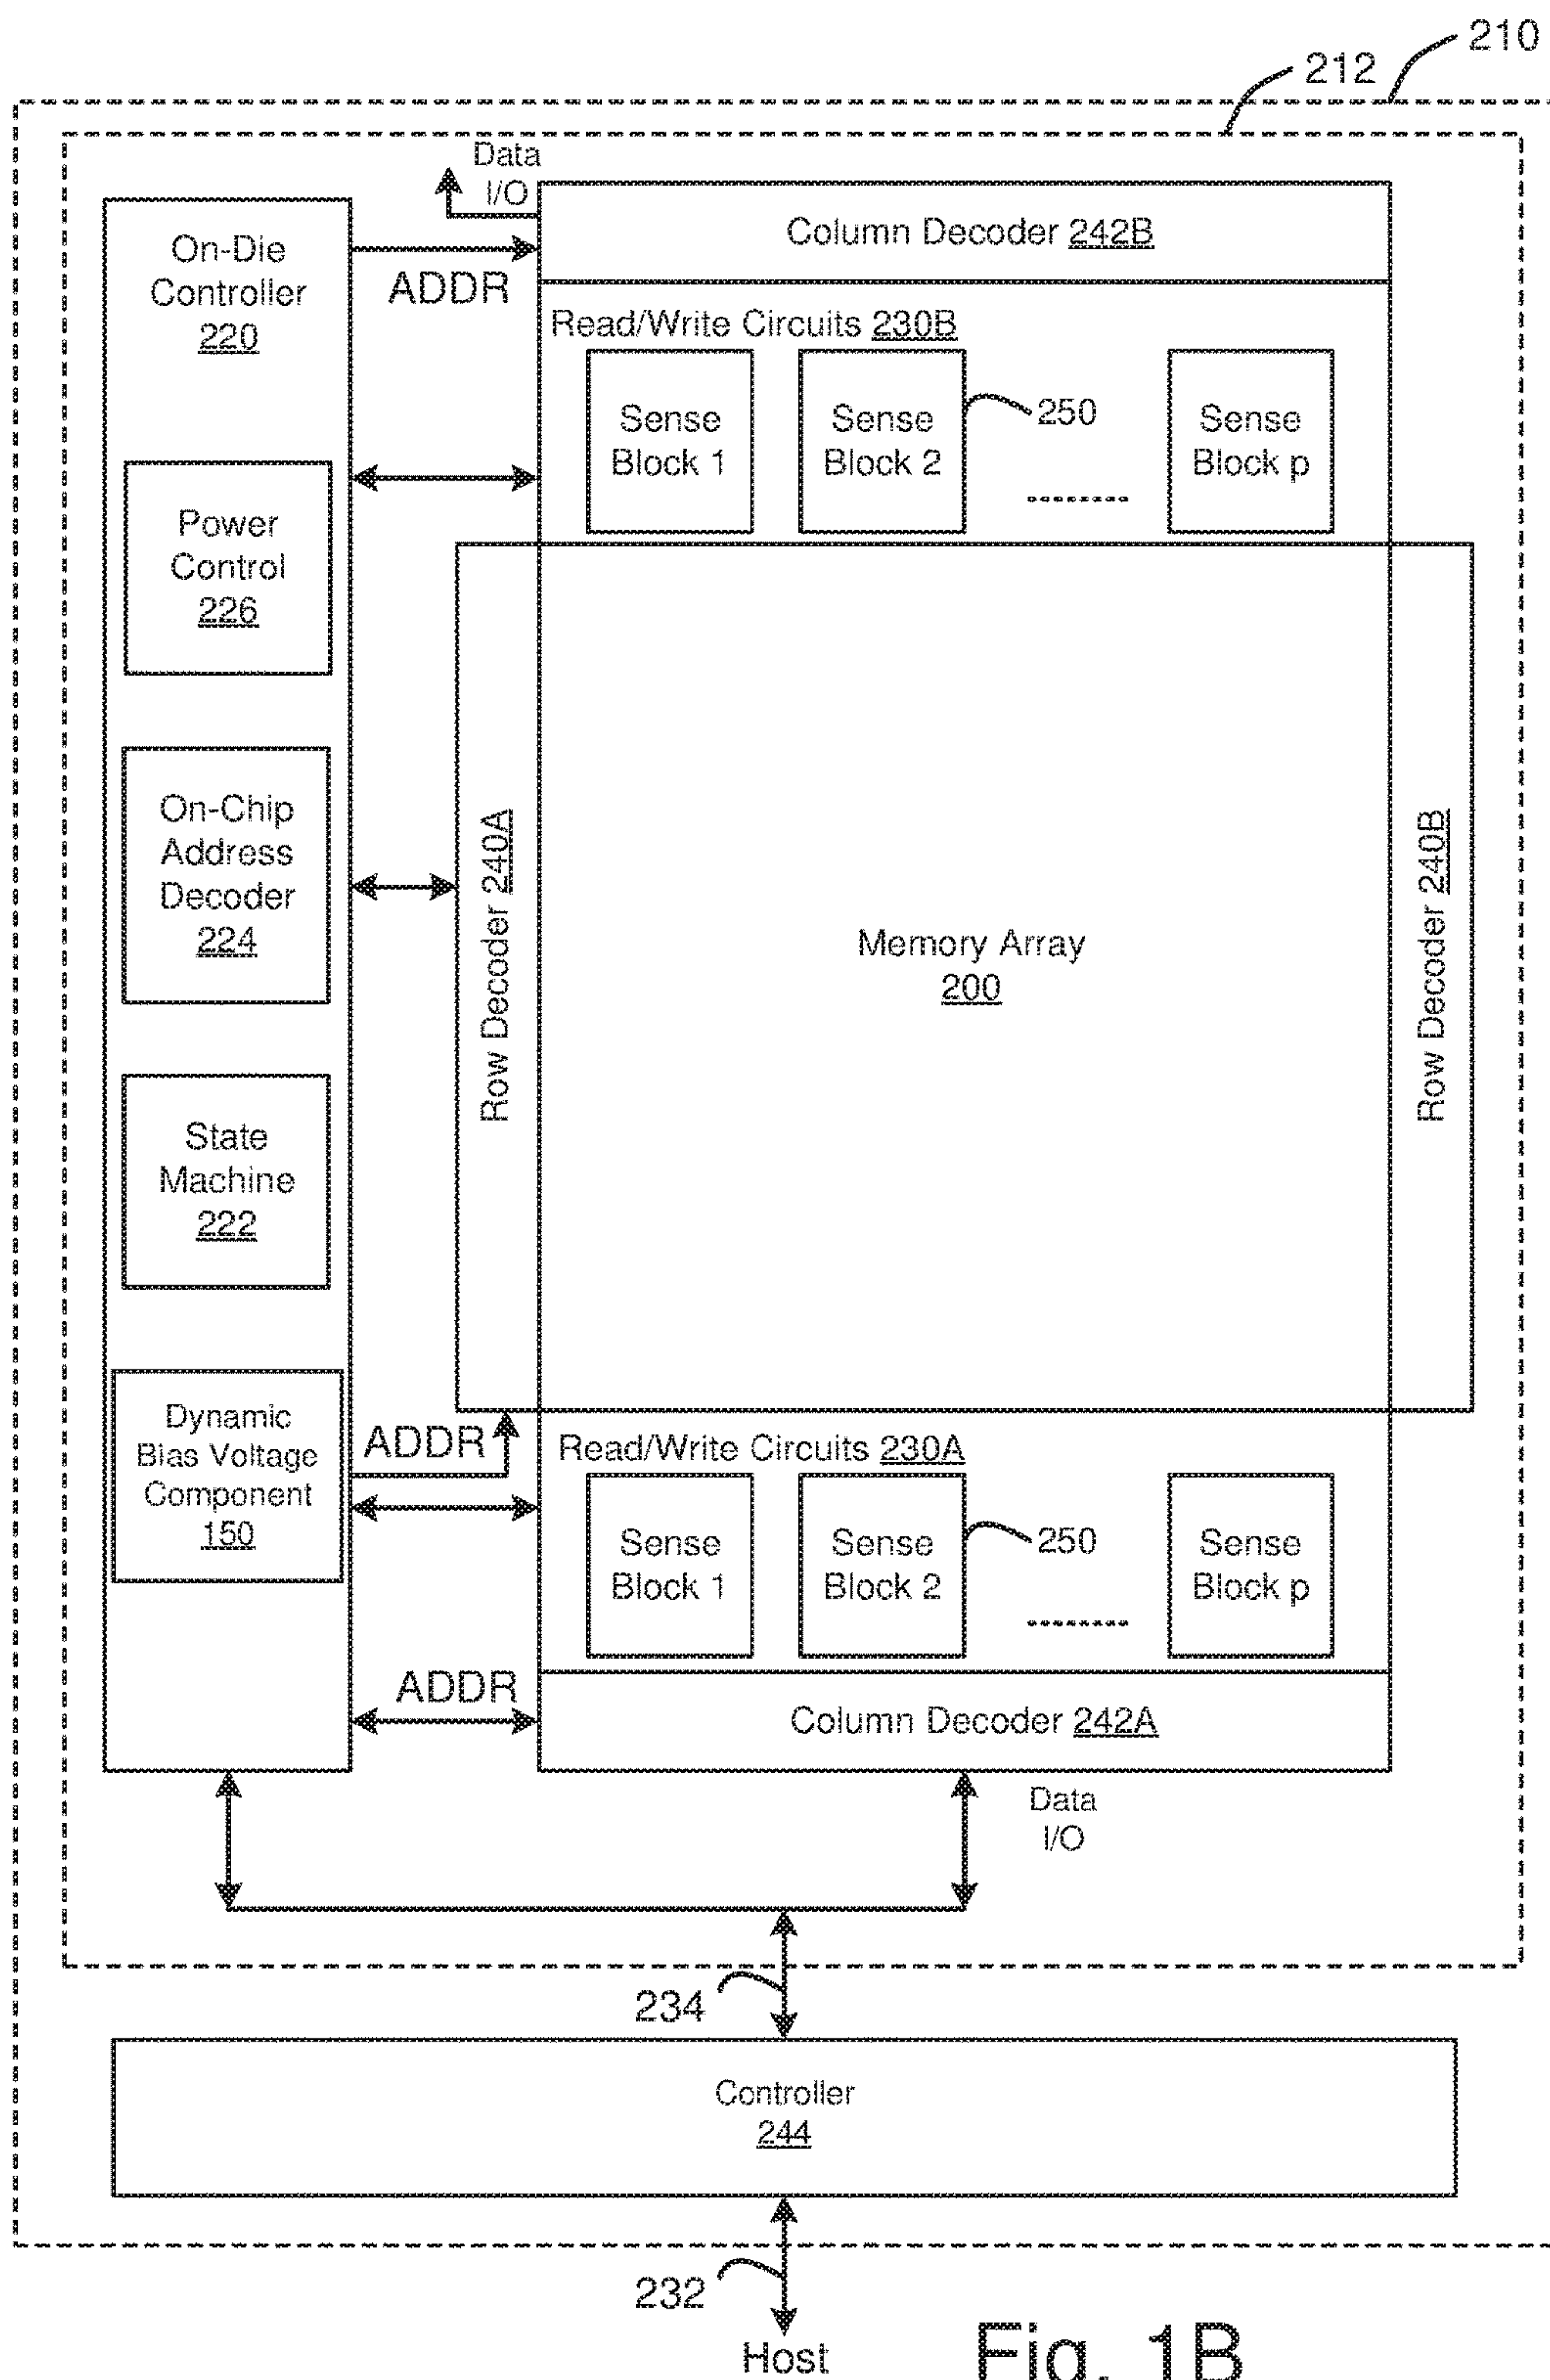 210
212
Data
I/O
On-Die
Controller
220
ADDR
Column Decoder 242B
Read/Write Circuits 230B
Sense
Block 1
Sense
Block 2
250
Sense
Block p
Power
Control
226
On-Chip
Address
Decoder
224
Row Decoder 240A
Memory Array
200
Row Decoder 240B
State
Machine
222
Dynamic
Bias Voltage
Component
150
ADDR
Read/Write Circuits 230A
Sense
Block 1
Sense
Block 2
250
Sense
Block p
ADDR
Column Decoder 242A
Data
I/O
234
Controller
244
232
Host
Fig. 1B